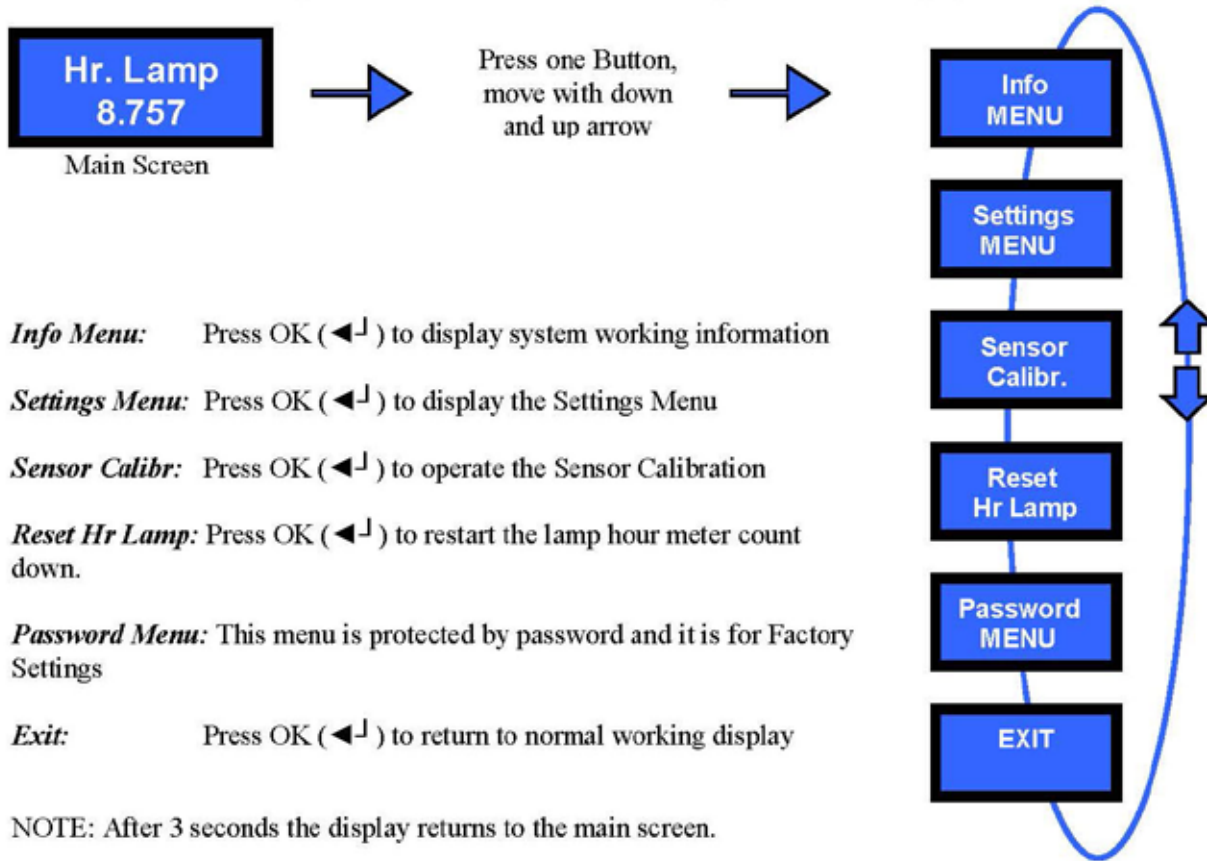 Hr. Lamp
8.757
Main Screen
Press one Button,
move with down
and up arrow
Info
MENU
Settings
MENU
Sensor
Calibr.
Reset
Hr Lamp
Password
MENU
EXIT
Info Menu: Press OK (◄┘) to display system working information
Settings Menu: Press OK (◄┘) to display the Settings Menu
Sensor Calibr: Press OK (◄┘) to operate the Sensor Calibration
Reset Hr Lamp: Press OK (◄┘) to restart the lamp hour meter count
down.
Password Menu: This menu is protected by password and it is for Factory
Settings
Exit: Press OK (◄┘) to return to normal working display
NOTE: After 3 seconds the display returns to the main screen.